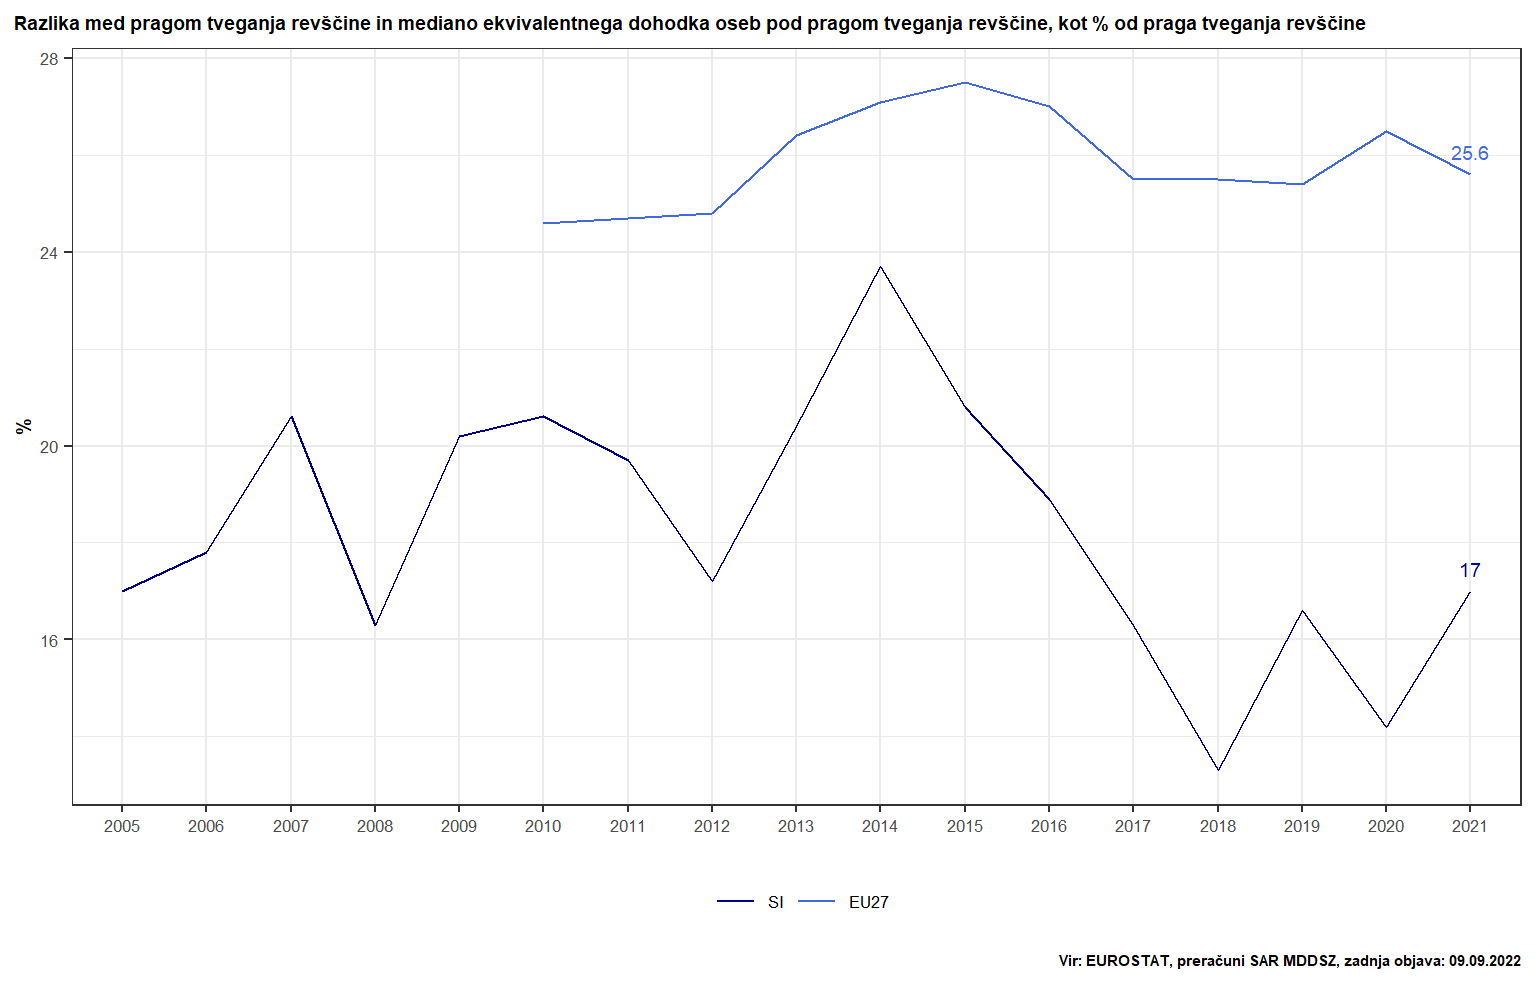 Razlika med pragom tveganja revščine in mediano ekvivalentnega dohodka oseb pod pragom tveganja revščine, kot % od praga tveganja revščine
28
24
20
16
%
25.6
17
2005 2006 2007 2008 2009 2010 2011 2012 2013 2014 2015 2016 2017 2018 2019 2020 2021
SI EU27
Vir: EUROSTAT, preračuni SAR MDDSZ, zadnja objava: 09.09.2022